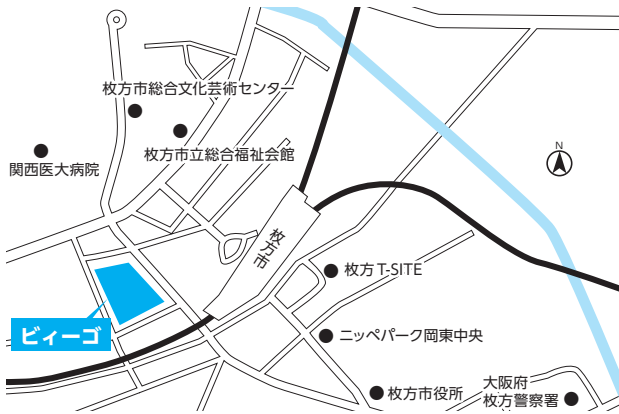 枚方市総合文化芸術センター
枚方市立総合福祉会館
関西医大病院
N
枚方市
枚方 T-SITE
ビィーゴ
ニッペパーク岡東中央
枚方市役所
大阪府
枚方警察署